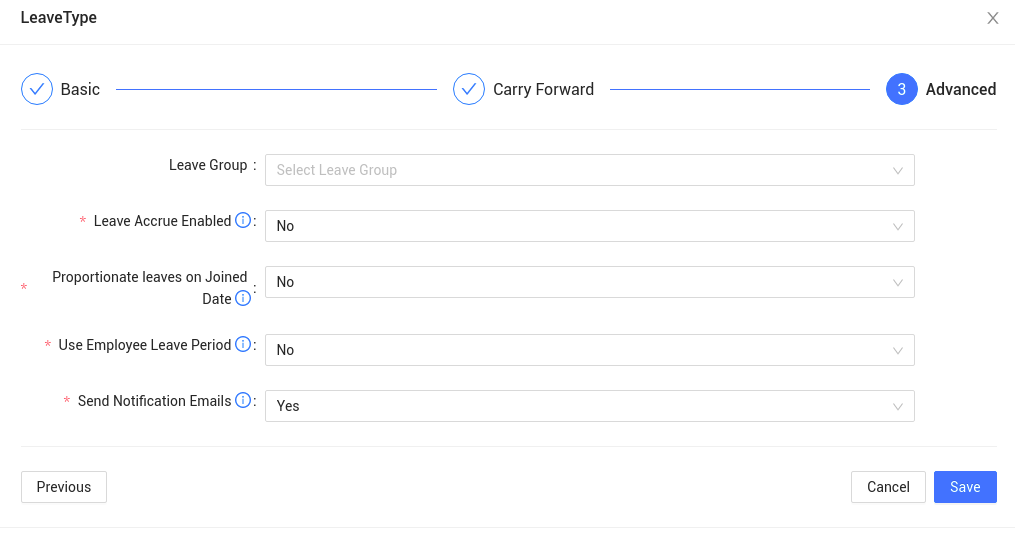 LeaveType
Basic
Carry Forward
3 Advanced
Leave Group : Select Leave Group
* Leave Accrue Enabled : No
* Proportionate leaves on Joined
Date : No
* Use Employee Leave Period : No
* Send Notification Emails : Yes
Previous
Cancel
Save